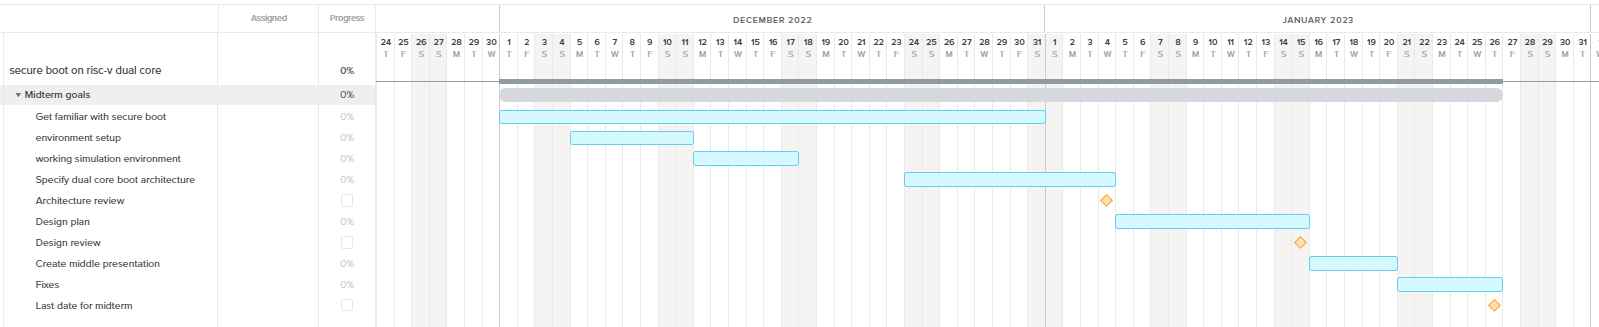 DECEMBER 2022 JANUARY 2023
Assigned Progress
24 25 26 27 28 29 30 1 2 3 4 5 6 7 8 9 10 11 12 13 14 15 16 17 18 19 20 21 22 23 24 25 26 27 28 29 30 31 1 2 3 4 5 6 7 8 9 10 11 12 13 14 15 16 17 18 19 20 21 22 23 24 25 26 27 28 29 30 31
T F S S M T W T F S S M T W T F S S M T W T F S S M T W T F S S M T W T F S S M T W T F S S M T W T F S S M T W T F S S M T W T F S S M T
secure boot on risc-v dual core 0%
Midterm goals 0%
Get familiar with secure boot 0%
environment setup 0%
working simulation environment 0%
Specify dual core boot architecture 0%
Architecture review
Design plan 0%
Design review
Create middle presentation 0%
Fixes 0%
Last date for midterm